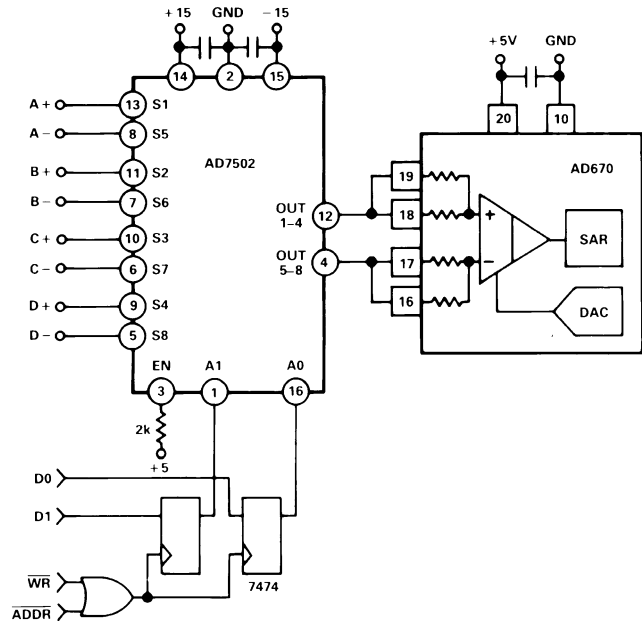 +15 GND -15
14 2 15
+5V GND
20 10
A+ 13 S1
A- 8 S5
B+ 11 S2
B- 7 S6
C+ 10 S3
C- 6 S7
D+ 9 S4
D- 5 S8
AD7502
OUT
1-4
12
OUT
5-8
4
AD670
19
18
17
16
+
-
SAR
DAC
EN A1 A0
3 1 16
2k
+5
D0
D1
7474
W̅R̅
A̅D̅D̅R̅